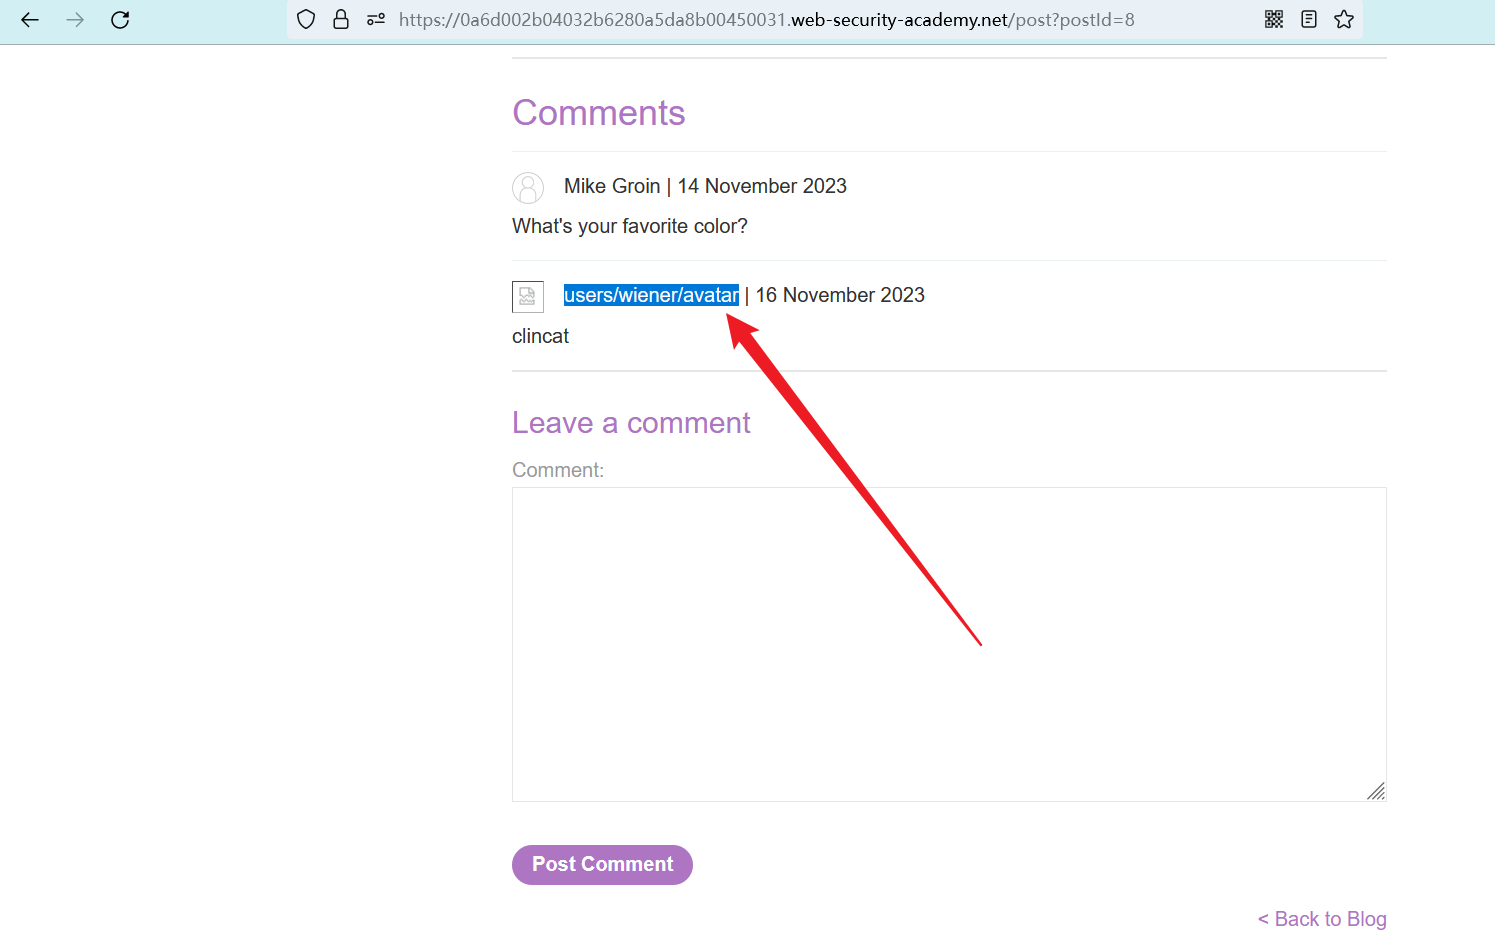 https://0a6d002b04032b6280a5da8b00450031.web-security-academy.net/post?postId=8
Comments
Mike Groin | 14 November 2023
What's your favorite color?
users/wiener/avatar | 16 November 2023
clincat
Leave a comment
Comment:
Post Comment
< Back to Blog